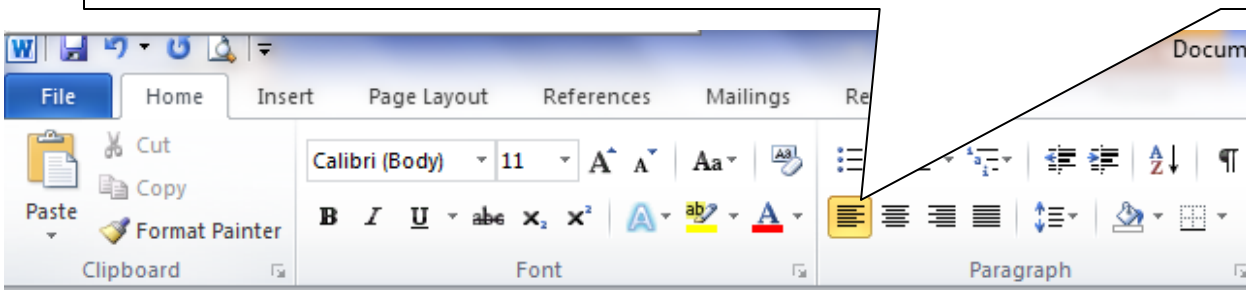 Docum
File Home Insert Page Layout References Mailings Re
Cut
Calibri (Body) 11 A A Aa
Copy
Paste
B I U abc x₂ x² A ab A
Format Painter
Clipboard Font Paragraph